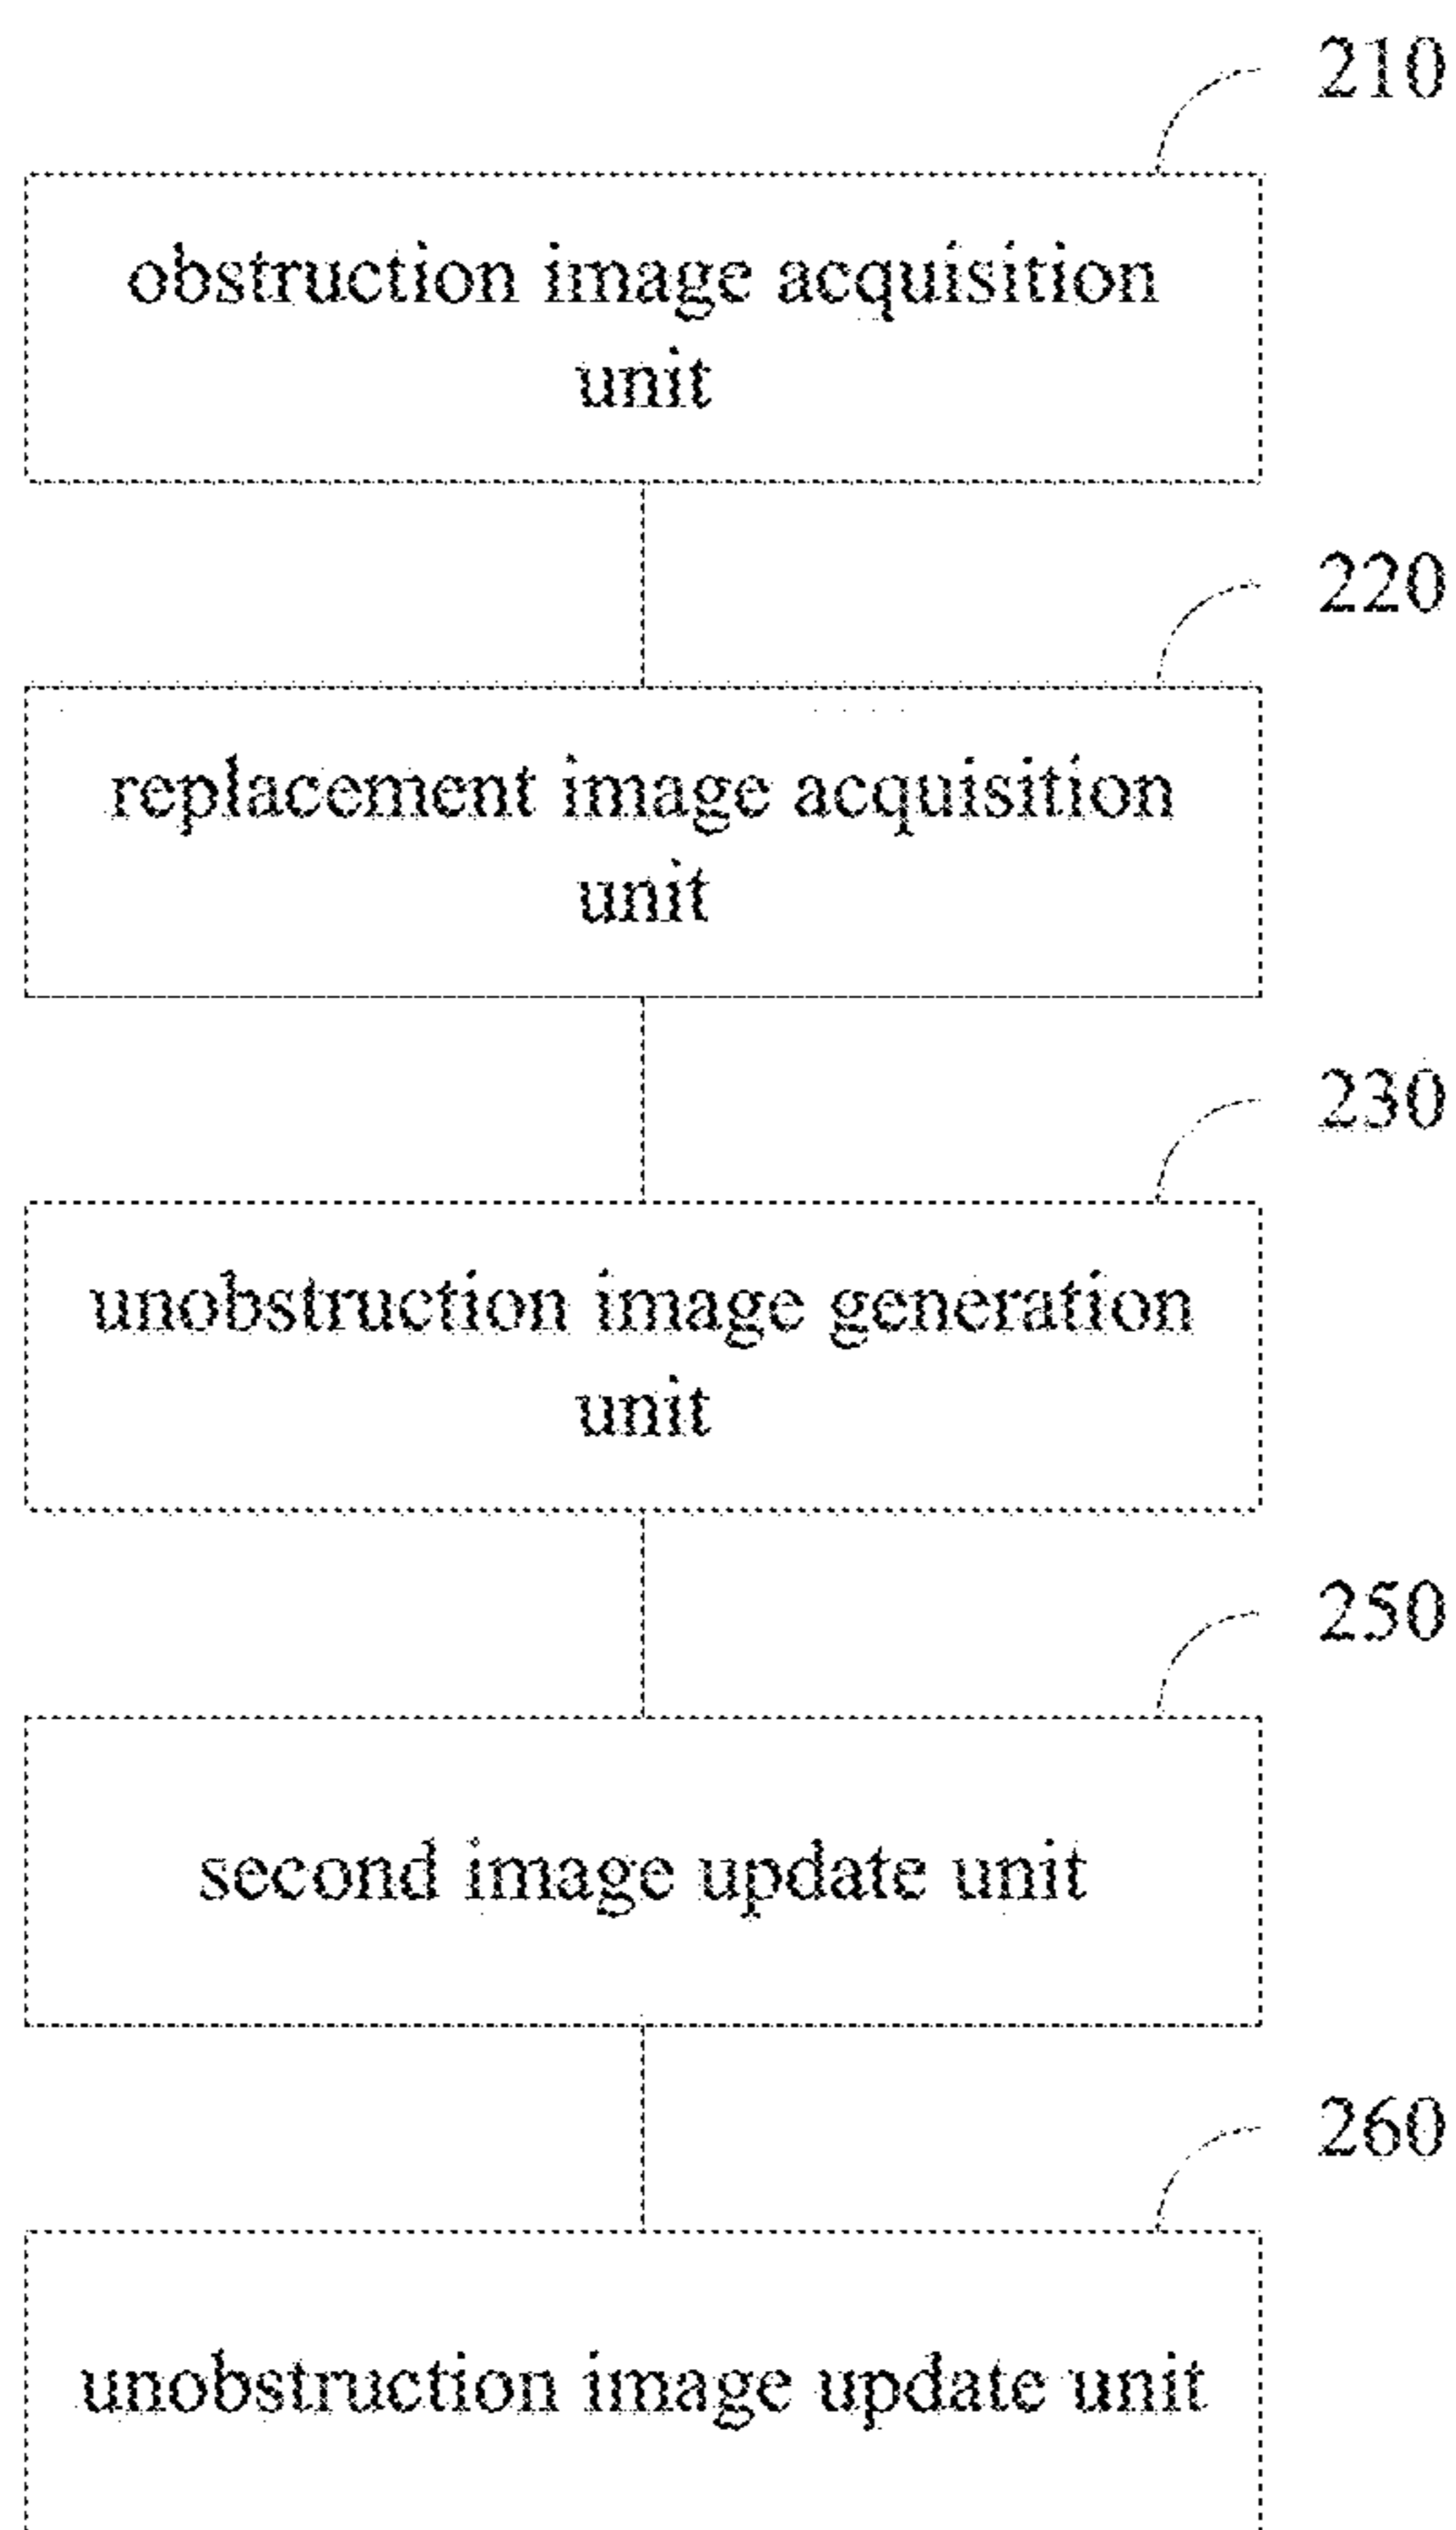 210
obstruction image acquisition
unit
220
replacement image acquisition
unit
230
unobstruction image generation
unit
250
second image update unit
260
unobstruction image update unit